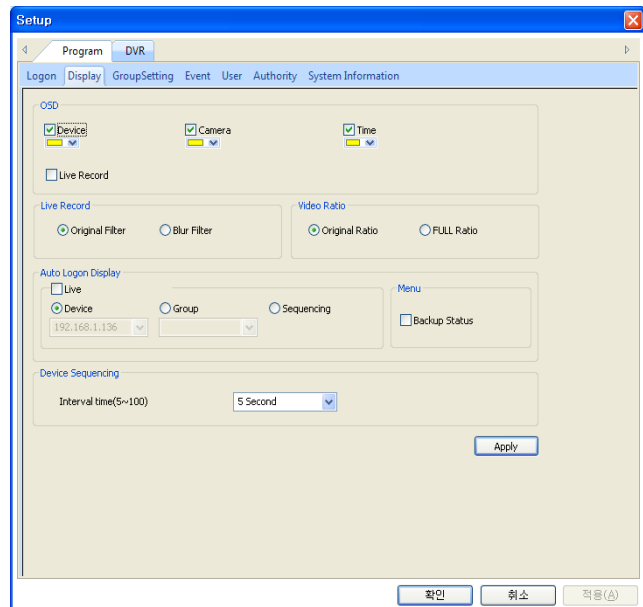 Setup
Program DVR
Logon Display GroupSetting Event User Authority System Information
OSD
Device Camera Time
Live Record
Live Record Video Ratio
Original Filter Blur Filter Original Ratio FULL Ratio
Auto Logon Display
Live Menu
Device Group Sequencing
192.168.1.136 Backup Status
Device Sequencing
Interval time(5~100) 5 Second
Apply
확인 취소 적용(A)